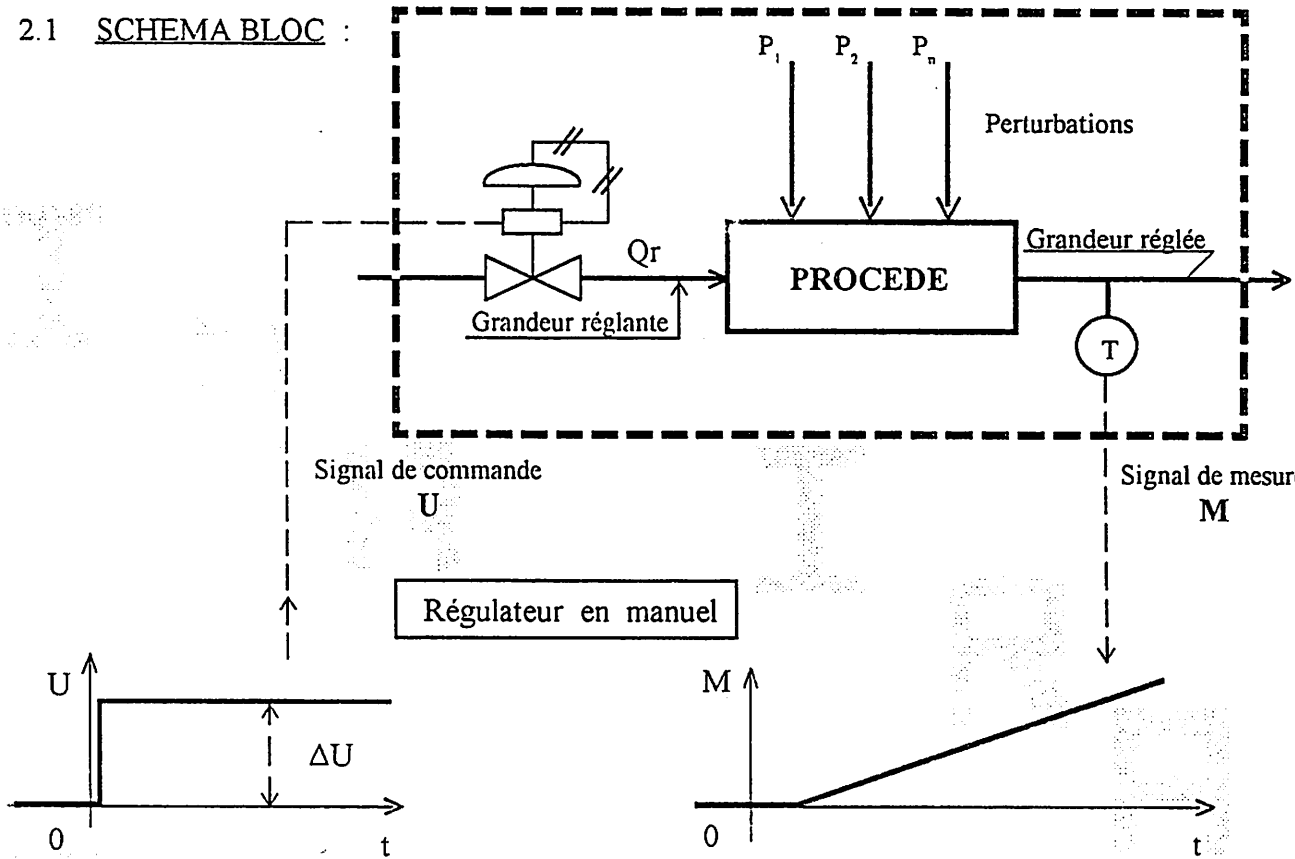 2.1 SCHEMA BLOC :
P1 P2 Pn
Perturbations
Qr
Grandeur réglée
PROCEDE
Grandeur réglante
T
Signal de commande
U
Signal de mesur
M
Régulateur en manuel
U
ΔU
0
t
M
0
t